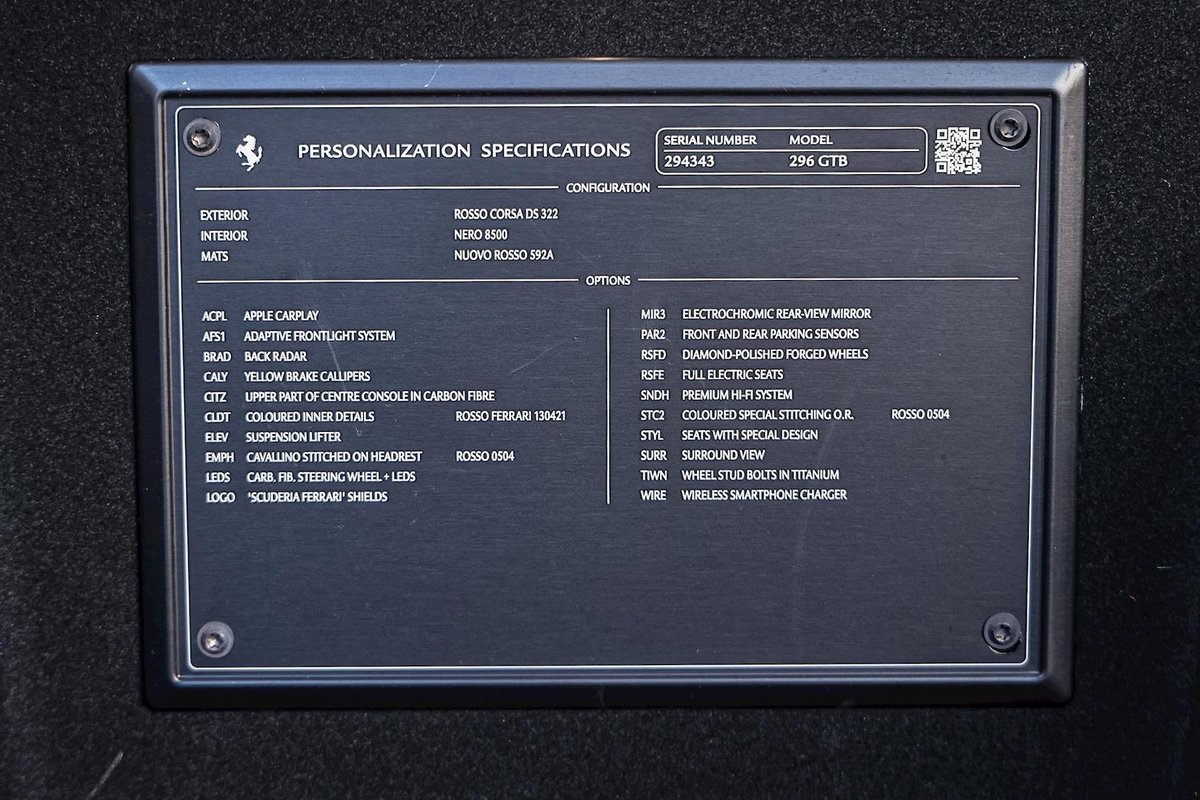 PERSONALIZATION SPECIFICATIONS
SERIAL NUMBER MODEL
294343 296 GTB
CONFIGURATION
EXTERIOR ROSSO CORSA DS 322
INTERIOR NERO 8500
MATS NUOVO ROSSO 592A
OPTIONS
ACPL APPLE CARPLAY
AFS1 ADAPTIVE FRONTLIGHT SYSTEM
BRAD BACK RADAR
CALY YELLOW BRAKE CALLIPERS
CITZ UPPER PART OF CENTRE CONSOLE IN CARBON FIBRE
CLDT COLOURED INNER DETAILS ROSSO FERRARI 130421
ELEV SUSPENSION LIFTER
EMPH CAVALLINO STITCHED ON HEADREST ROSSO 0504
LEDS CARB. FIB. STEERING WHEEL + LEDS
LOGO 'SCUDERIA FERRARI' SHIELDS
MIR3 ELECTROCHROMIC REAR-VIEW MIRROR
PAR2 FRONT AND REAR PARKING SENSORS
RSFD DIAMOND-POLISHED FORGED WHEELS
RSFE FULL ELECTRIC SEATS
SNDH PREMIUM HI-FI SYSTEM
STC2 COLOURED SPECIAL STITCHING O.R. ROSSO 0504
STYL SEATS WITH SPECIAL DESIGN
SURR SURROUND VIEW
TIWN WHEEL STUD BOLTS IN TITANIUM
WIRE WIRELESS SMARTPHONE CHARGER